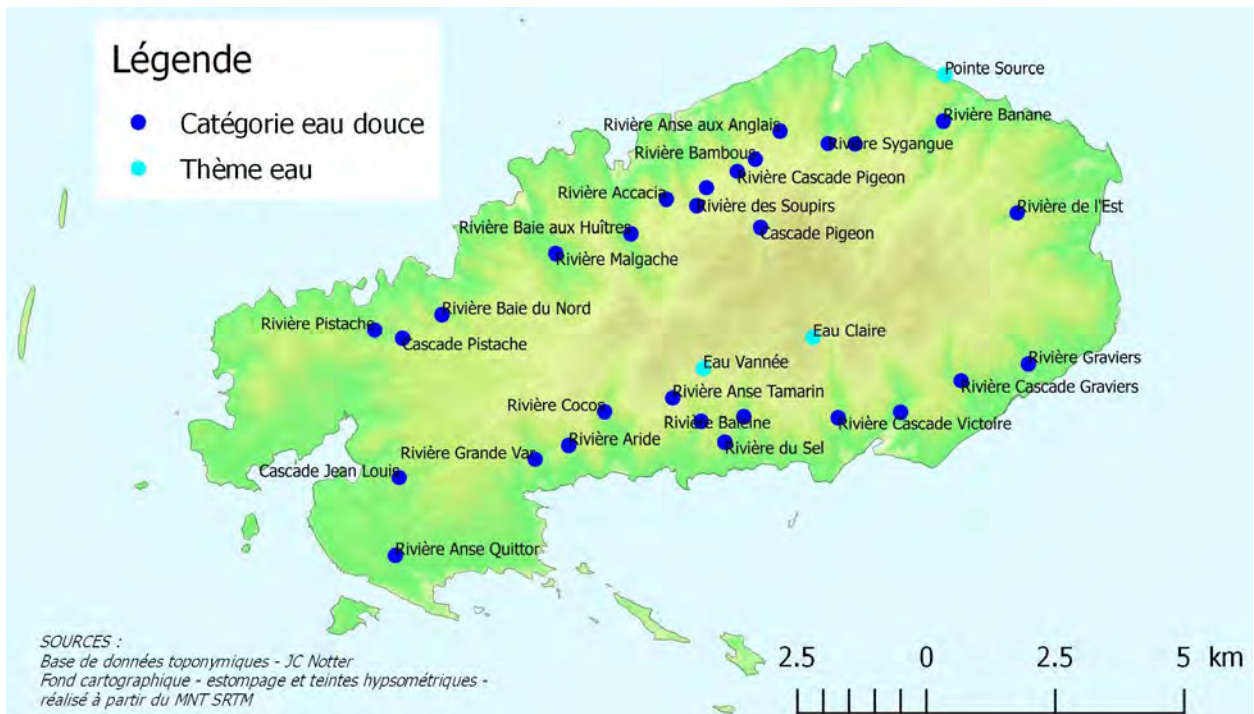 Légende
Catégorie eau douce
Thème eau
Pointe Source
Rivière Banane
Rivière Anse aux Anglais
Rivière Sygangue
Rivière Bambous
Rivière Cascade Pigeon
Rivière Accacia
Rivière des Soupirs
Rivière de l'Est
Rivière Baie aux Huîtres
Cascade Pigeon
Rivière Malgache
Rivière Baie du Nord
Rivière Pistache
Cascade Pistache
Eau Claire
Eau Vannée
Rivière Graviers
Rivière Cascade Graviers
Rivière Anse Tamarin
Rivière Cocos
Rivière Baleine
Rivière Cascade Victoire
Rivière Aride
Rivière du Sel
Rivière Grande Var
Cascade Jean Louis
Rivière Anse Quittor
SOURCES :
Base de données toponymiques - JC Notter
Fond cartographique - estompage et teintes hypsométriques -
réalisé à partir du MNT SRTM
2.5 0 2.5 5 km